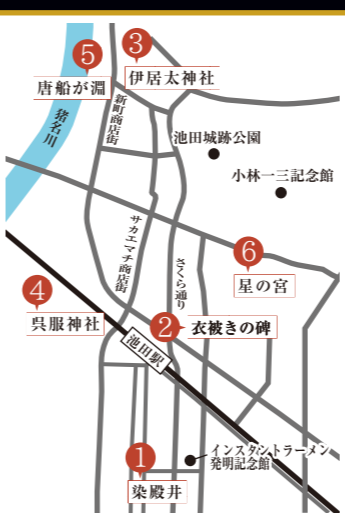 5
唐船が淵
3
伊居太神社
猪名川
新町商店街
池田城跡公園
小林一三記念館
サカエマチ商店街
さくら通り
6
星の宮
4
呉服神社
2
衣被きの碑
池田駅
1
染殿井
インスタントラーメン
発明記念館